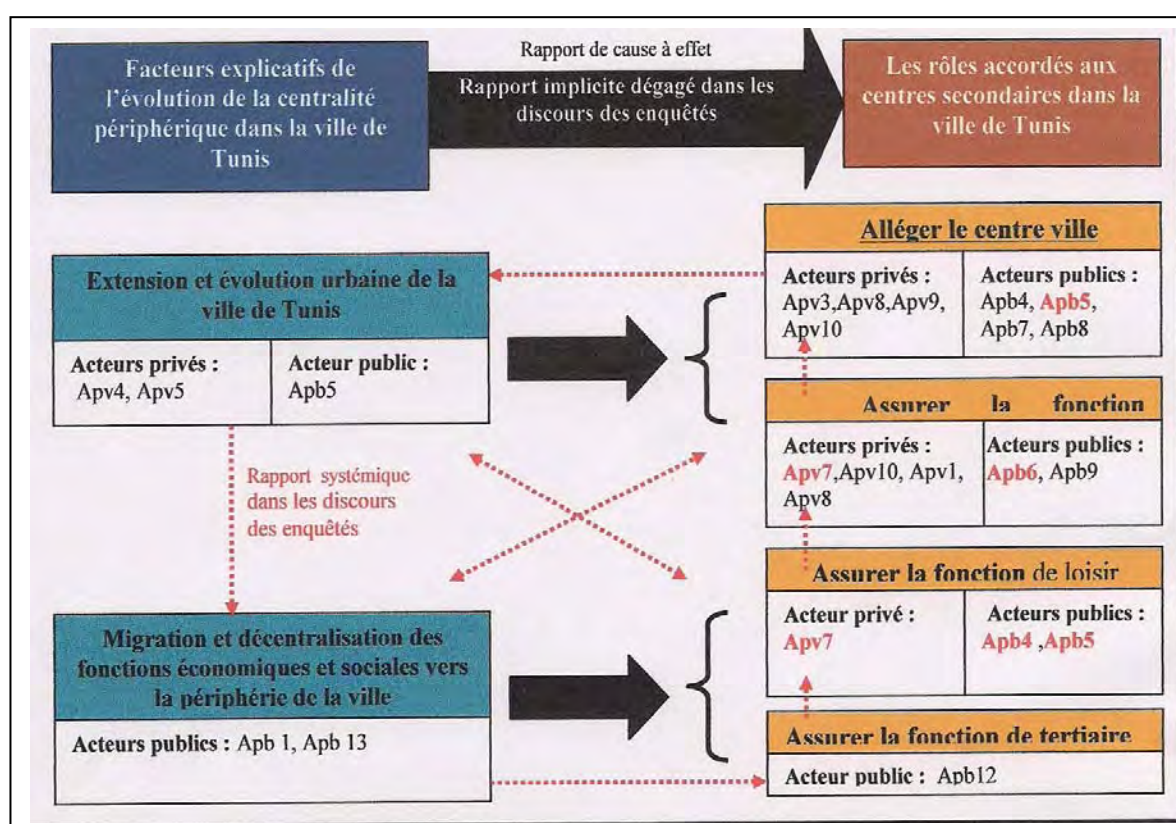 Facteurs explicatifs de
l'évolution de la centralité
périphérique dans la ville de
Tunis
Rapport de cause à effet
Rapport implicite dégagé dans les
discours des enquêtés
Les rôles accordés aux
centres secondaires dans la
ville de Tunis
Extension et évolution urbaine de la
ville de Tunis
Acteurs privés :
Apv4, Apv5
Acteur public :
Apb5
Rapport systémique
dans les discours
des enquêtés
Migration et décentralisation des
fonctions économiques et sociales vers
la périphérie de la ville
Acteurs publics : Apb 1, Apb 13
Alléger le centre ville
Acteurs privés :
Apv3,Apv8,Apv9,
Apv10
Acteurs publics :
Apb4, Apb5,
Apb7, Apb8
Assurer la fonction
Acteurs privés :
Apv7,Apv10, Apv1,
Apv8
Acteurs publics :
Apb6, Apb9
Assurer la fonction de loisir
Acteur privé :
Apv7
Acteurs publics :
Apb4 ,Apb5
Assurer la fonction de tertiaire
Acteur public : Apb12